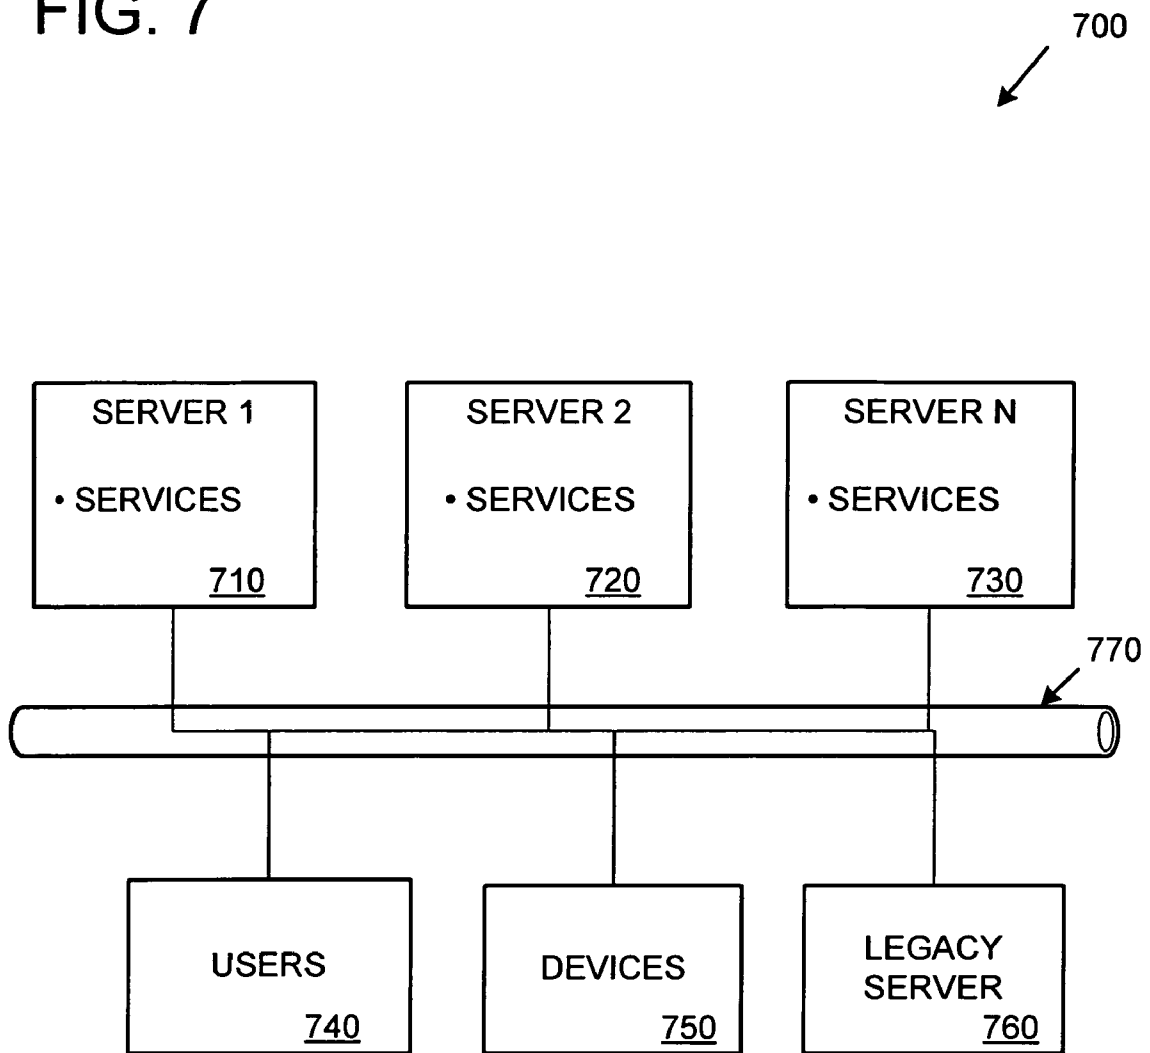 FIG. 7
700
SERVER 1
• SERVICES
710
SERVER 2
• SERVICES
720
SERVER N
• SERVICES
730
770
USERS
740
DEVICES
750
LEGACY
SERVER
760